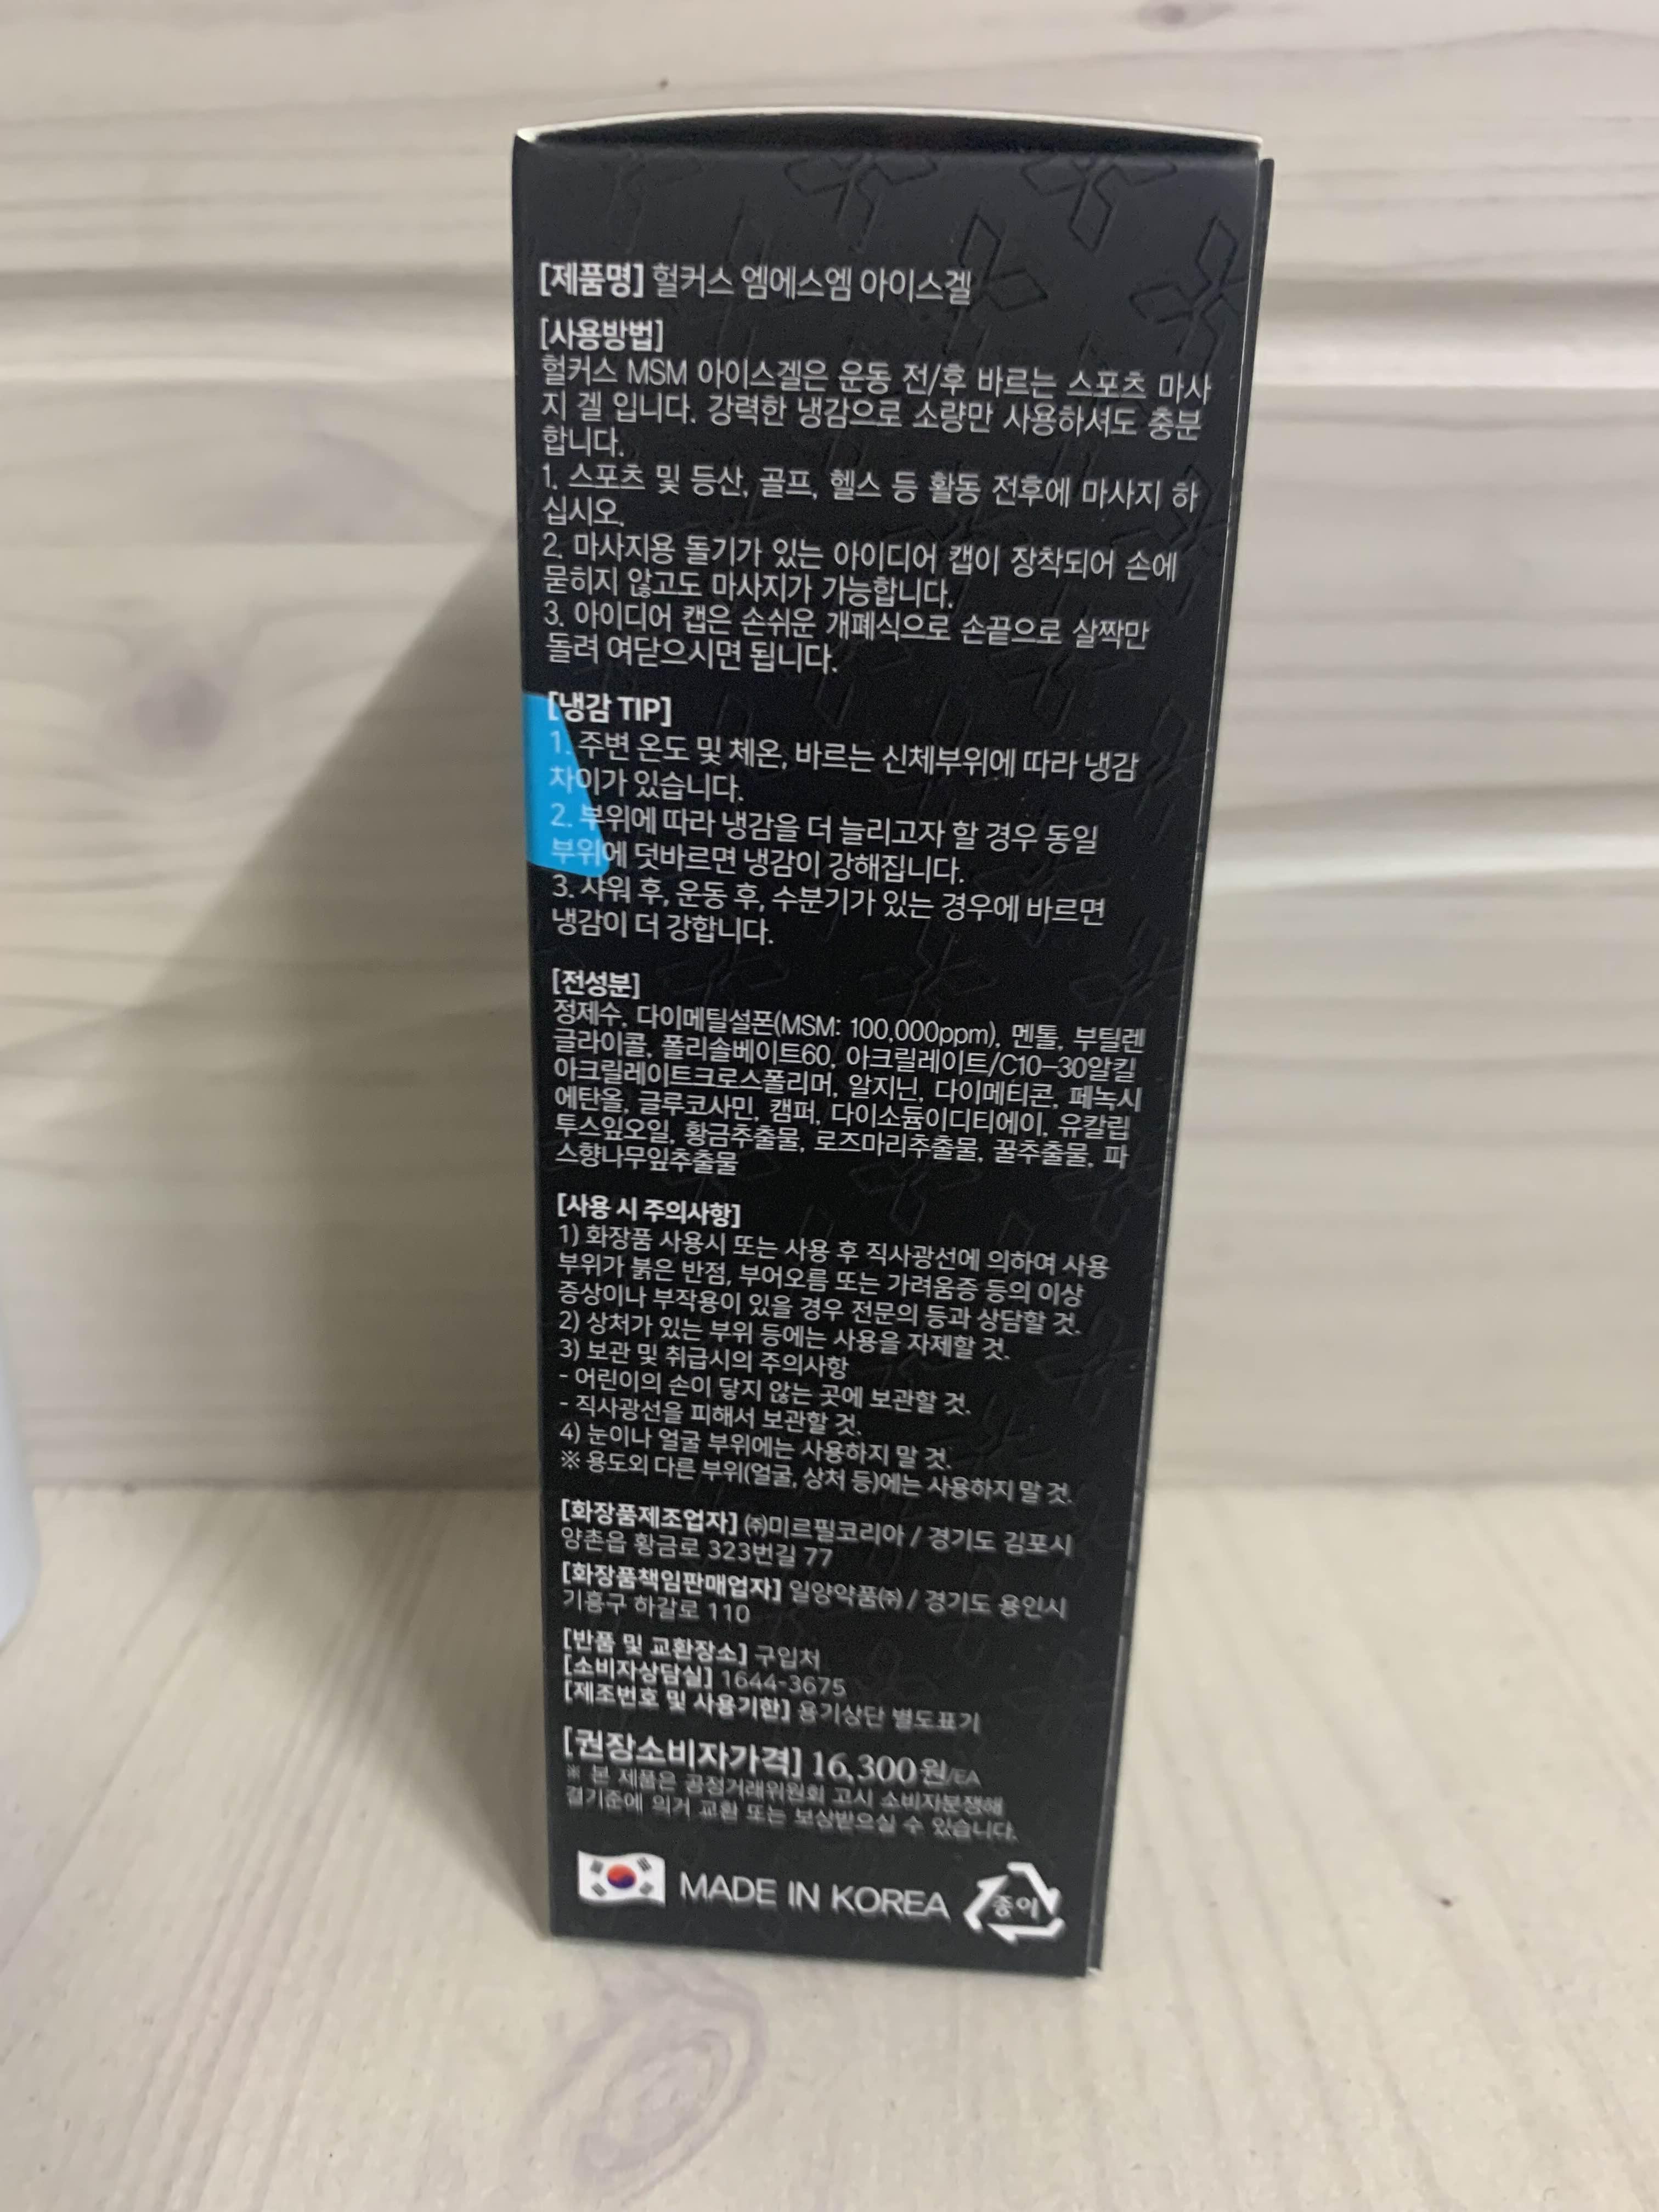 [제품명] 헐커스 엠에스엠 아이스겔
[사용방법]
헐커스 MSM 아이스겔은 운동 전/후 바르는 스포츠 마사
지 겔 입니다. 강력한 냉감으로 소량만 사용하셔도 충분
합니다.
1. 스포츠 및 등산, 골프, 헬스 등 활동 전후에 마사지 하
십시오.
2. 마사지용 돌기가 있는 아이디어 캡이 장착되어 손에
묻히지 않고도 마사지가 가능합니다.
3. 아이디어 캡은 손쉬운 개폐식으로 손끝으로 살짝만
돌려 여닫으시면 됩니다.
[냉감 TIP]
1. 주변 온도 및 체온, 바르는 신체부위에 따라 냉감
차이가 있습니다.
2. 부위에 따라 냉감을 더 늘리고자 할 경우 동일
부위에 덧바르면 냉감이 강해집니다.
3. 샤워 후, 운동 후, 수분기가 있는 경우에 바르면
냉감이 더 강합니다.
[전성분]
정제수, 다이메틸설폰(MSM: 100,000ppm), 멘톨, 부틸렌
글라이콜, 폴리솔베이트60, 아크릴레이트/C10-30알킬
아크릴레이트크로스폴리머, 알지닌, 다이메티콘, 페녹시
에탄올, 글루코사민, 캠퍼, 다이소듐이디티에이, 유칼립
투스잎오일, 황금추출물, 로즈마리추출물, 꿀추출물, 파
스향나무잎추출물
[사용 시 주의사항]
1) 화장품 사용시 또는 사용 후 직사광선에 의하여 사용
부위가 붉은 반점, 부어오름 또는 가려움증 등의 이상
증상이나 부작용이 있을 경우 전문의 등과 상담할 것.
2) 상처가 있는 부위 등에는 사용을 자제할 것.
3) 보관 및 취급시의 주의사항
- 어린이의 손이 닿지 않는 곳에 보관할 것.
- 직사광선을 피해서 보관할 것.
4) 눈이나 얼굴 부위에는 사용하지 말 것.
※ 용도외 다른 부위(얼굴, 상처 등)에는 사용하지 말 것.
[화장품제조업자] ㈜미르필코리아 / 경기도 김포시
양촌읍 황금로 323번길 77
[화장품책임판매업자] 일양약품㈜ / 경기도 용인시
기흥구 하갈로 110
[반품 및 교환장소] 구입처
[소비자상담실] 1644-3675
[제조번호 및 사용기한] 용기상단 별도표기
[권장소비자가격] 16,300원/EA
※ 본 제품은 공정거래위원회 고시 소비자분쟁해
결기준에 의거 교환 또는 보상받으실 수 있습니다.
MADE IN KOREA 종이